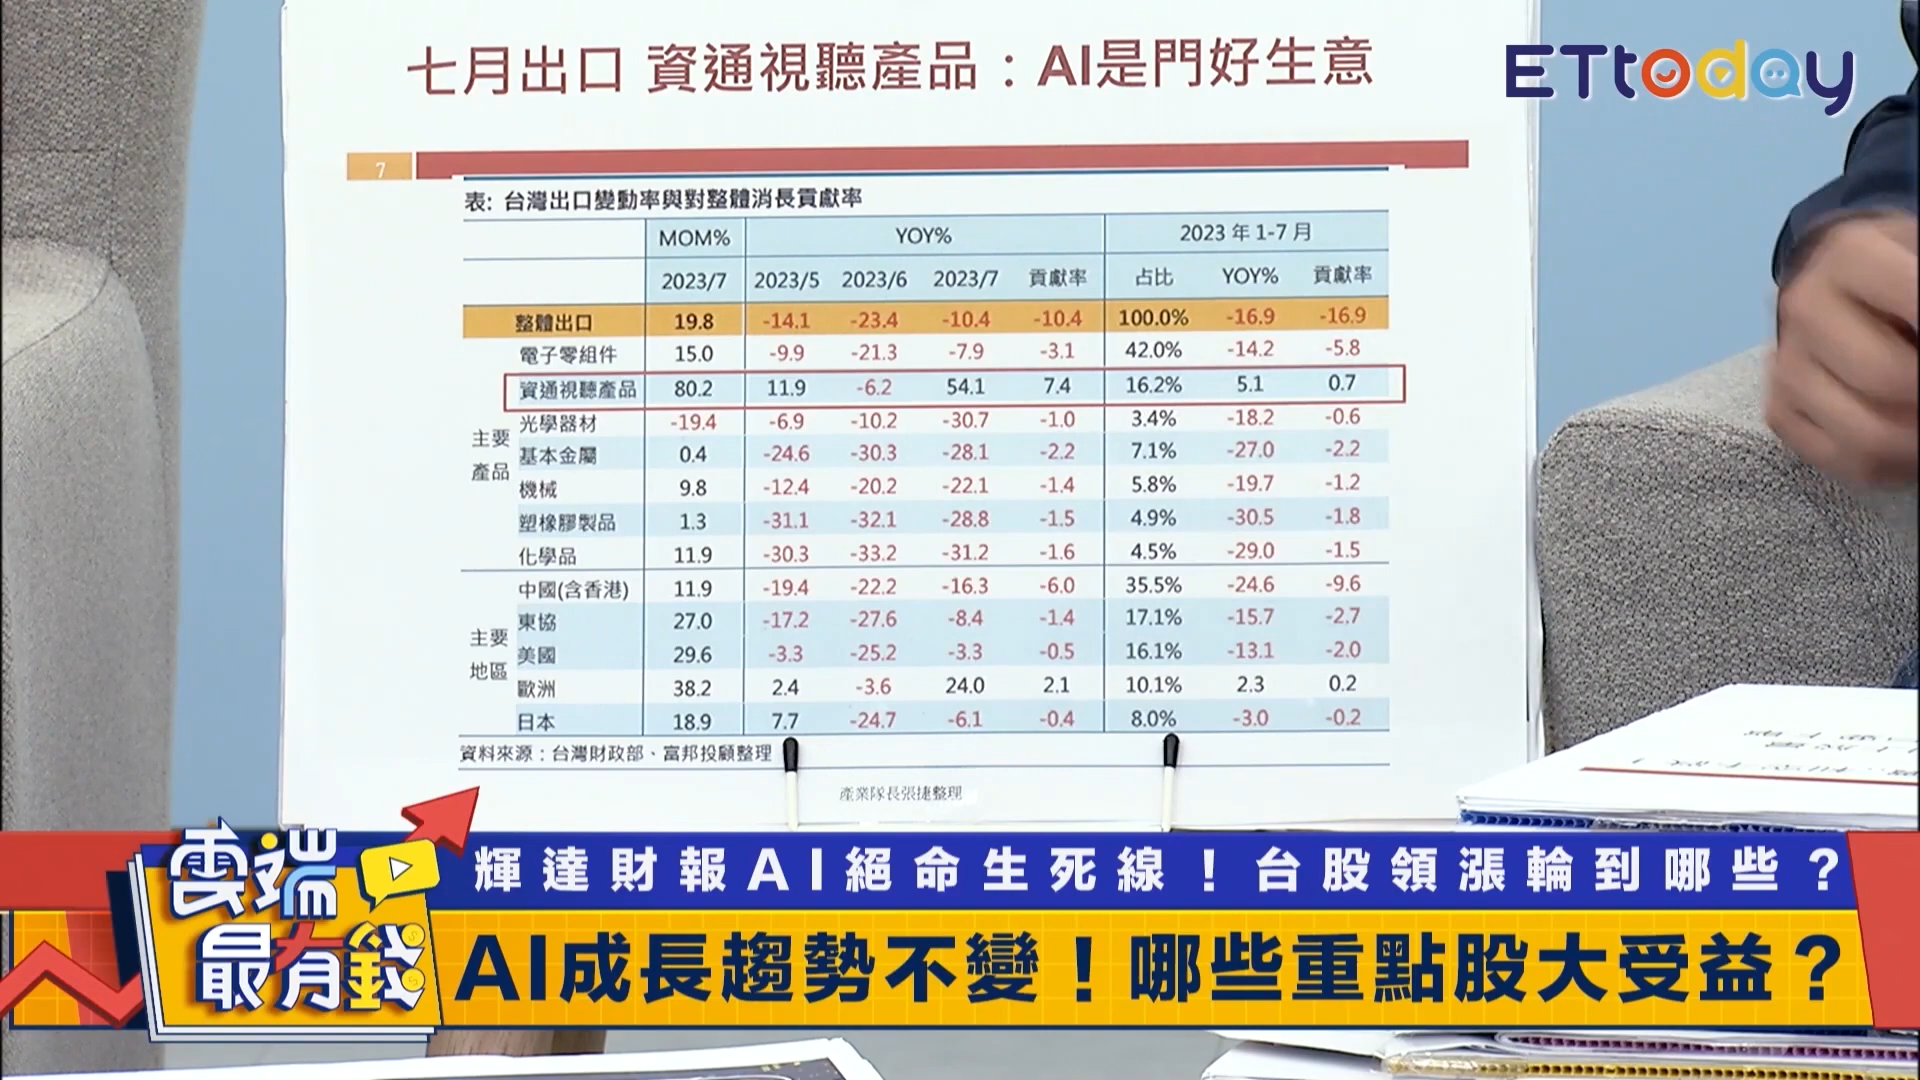 七月出口 資通視聽產品：AI是門好生意
ETtoday
7
表: 台灣出口變動率與對整體消長貢獻率
MOM% YOY% 2023 年 1-7 月
2023/7 2023/5 2023/6 2023/7 貢獻率 占比 YOY% 貢獻率
整體出口 19.8 -14.1 -23.4 -10.4 -10.4 100.0% -16.9 -16.9
主要產品
電子零組件 15.0 -9.9 -21.3 -7.9 -3.1 42.0% -14.2 -5.8
資通視聽產品 80.2 11.9 -6.2 54.1 7.4 16.2% 5.1 0.7
光學器材 -19.4 -6.9 -10.2 -30.7 -1.0 3.4% -18.2 -0.6
基本金屬 0.4 -24.6 -30.3 -28.1 -2.2 7.1% -27.0 -2.2
機械 9.8 -12.4 -20.2 -22.1 -1.4 5.8% -19.7 -1.2
塑橡膠製品 1.3 -31.1 -32.1 -28.8 -1.5 4.9% -30.5 -1.8
化學品 11.9 -30.3 -33.2 -31.2 -1.6 4.5% -29.0 -1.5
主要地區
中國(含香港) 11.9 -19.4 -22.2 -16.3 -6.0 35.5% -24.6 -9.6
東協 27.0 -17.2 -27.6 -8.4 -1.4 17.1% -15.7 -2.7
美國 29.6 -3.3 -25.2 -3.3 -0.5 16.1% -13.1 -2.0
歐洲 38.2 2.4 -3.6 24.0 2.1 10.1% 2.3 0.2
日本 18.9 7.7 -24.7 -6.1 -0.4 8.0% -3.0 -0.2
資料來源：台灣財政部、富邦投顧整理
產業隊長張捷整理
雲端最有錢
輝達財報AI絕命生死線！台股領漲輪到哪些？
AI成長趨勢不變！哪些重點股大受益？